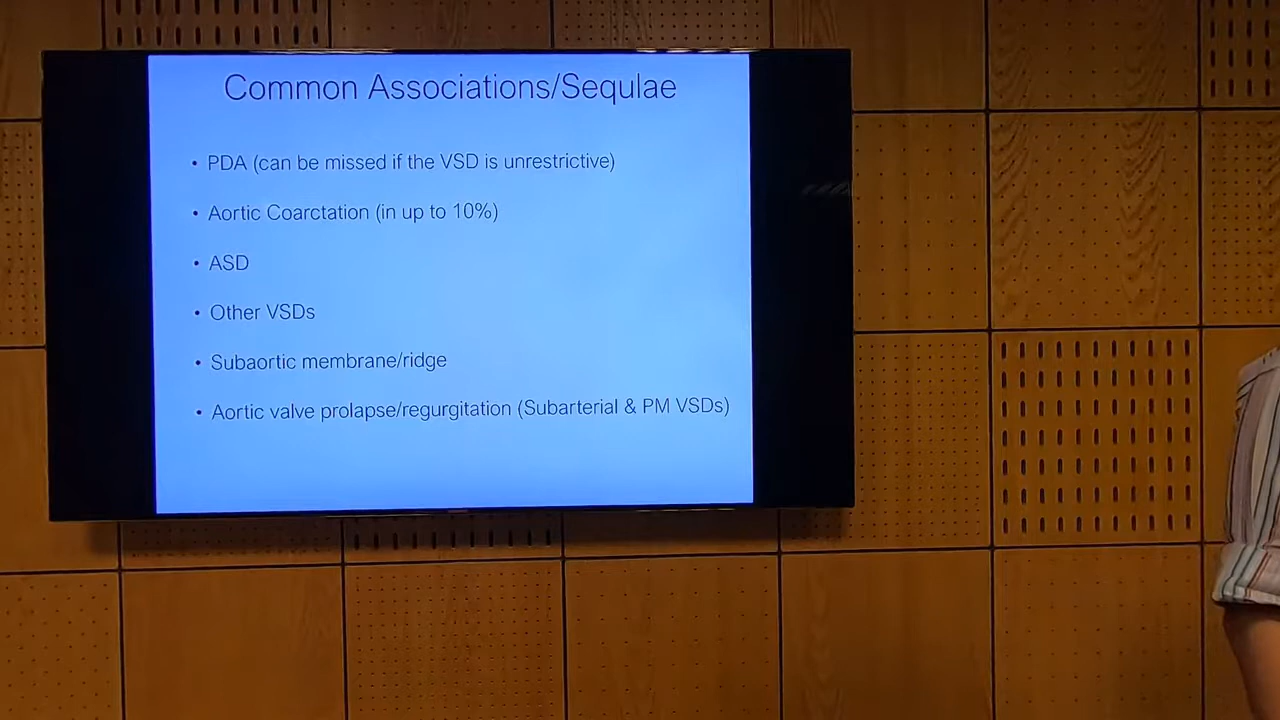 Common Associations/Sequlae
• PDA (can be missed if the VSD is unrestrictive)
• Aortic Coarctation (in up to 10%)
• ASD
• Other VSDs
• Subaortic membrane/ridge
• Aortic valve prolapse/regurgitation (Subarterial & PM VSDs)